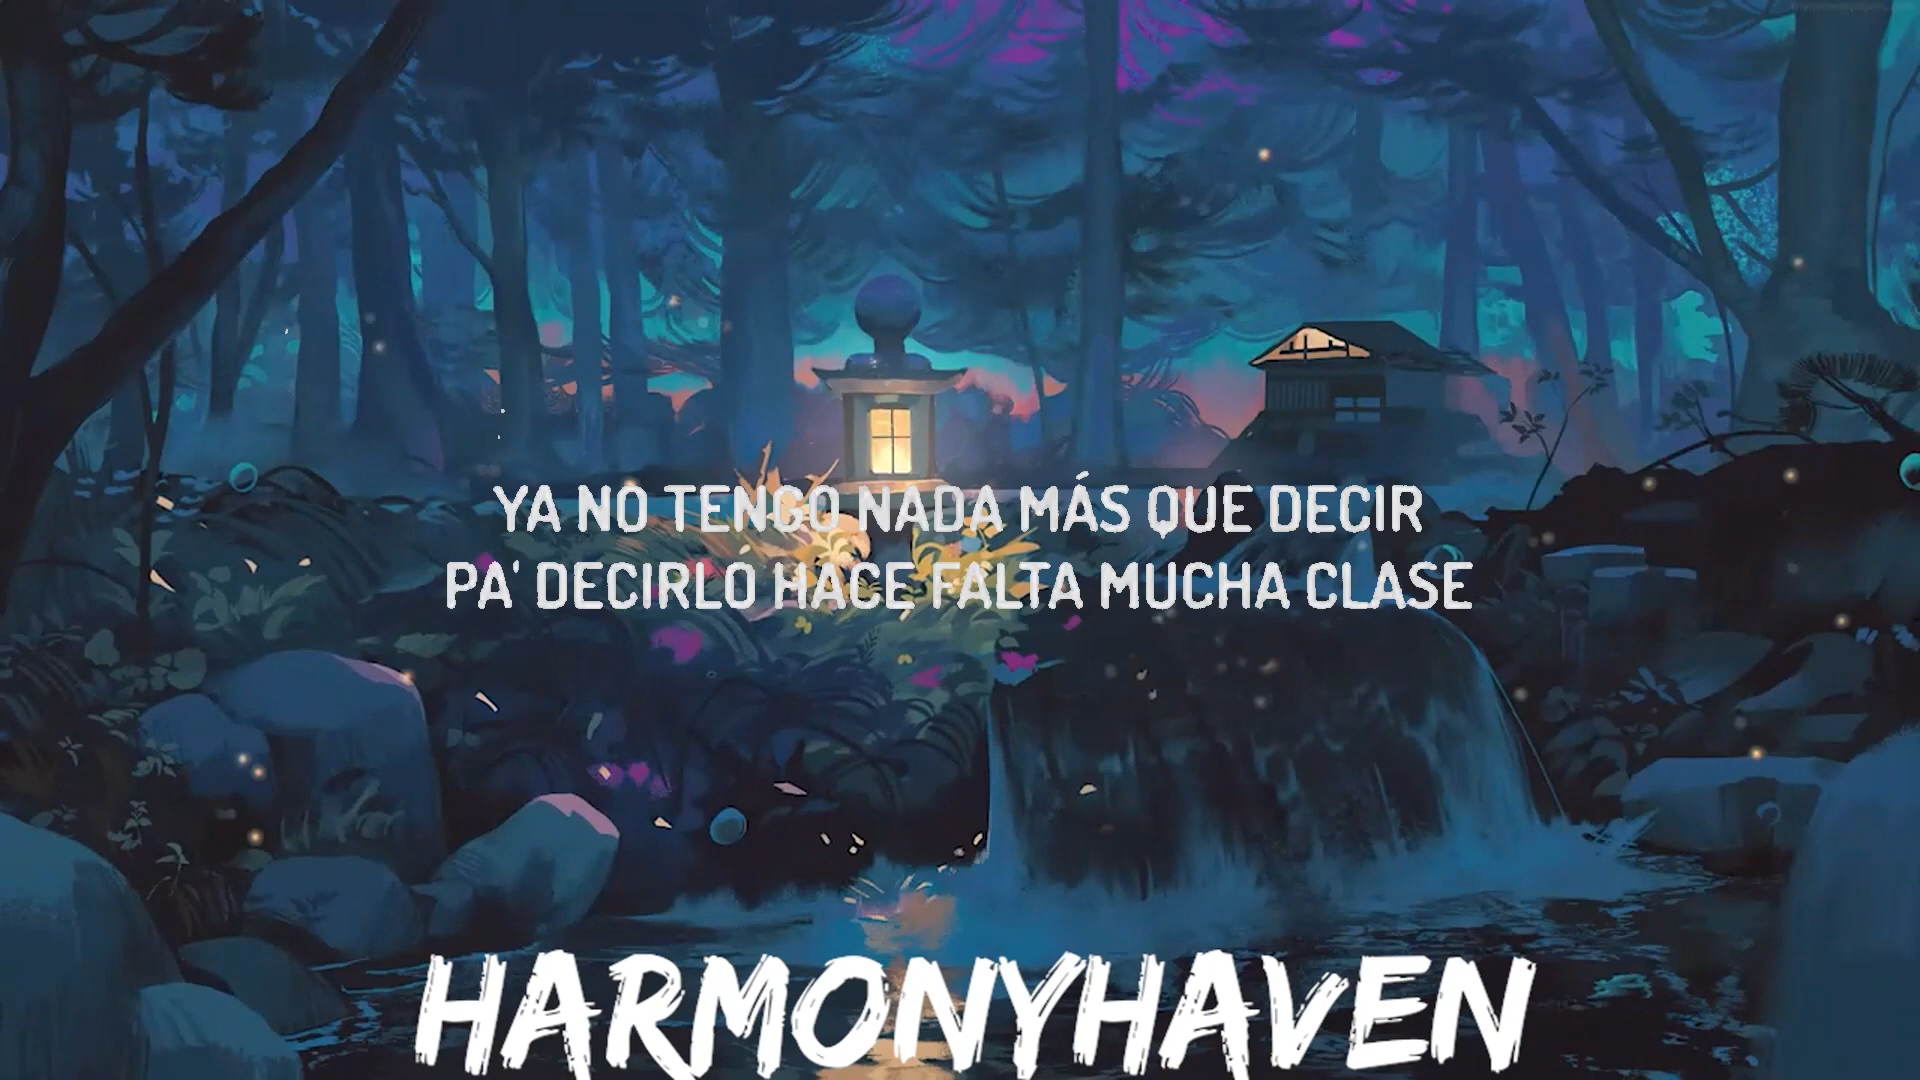 YA NO TENGO NADA MÁS QUE DECIR
PA' DECIRLO HACE FALTA MUCHA CLASE
HARMONYHAVEN